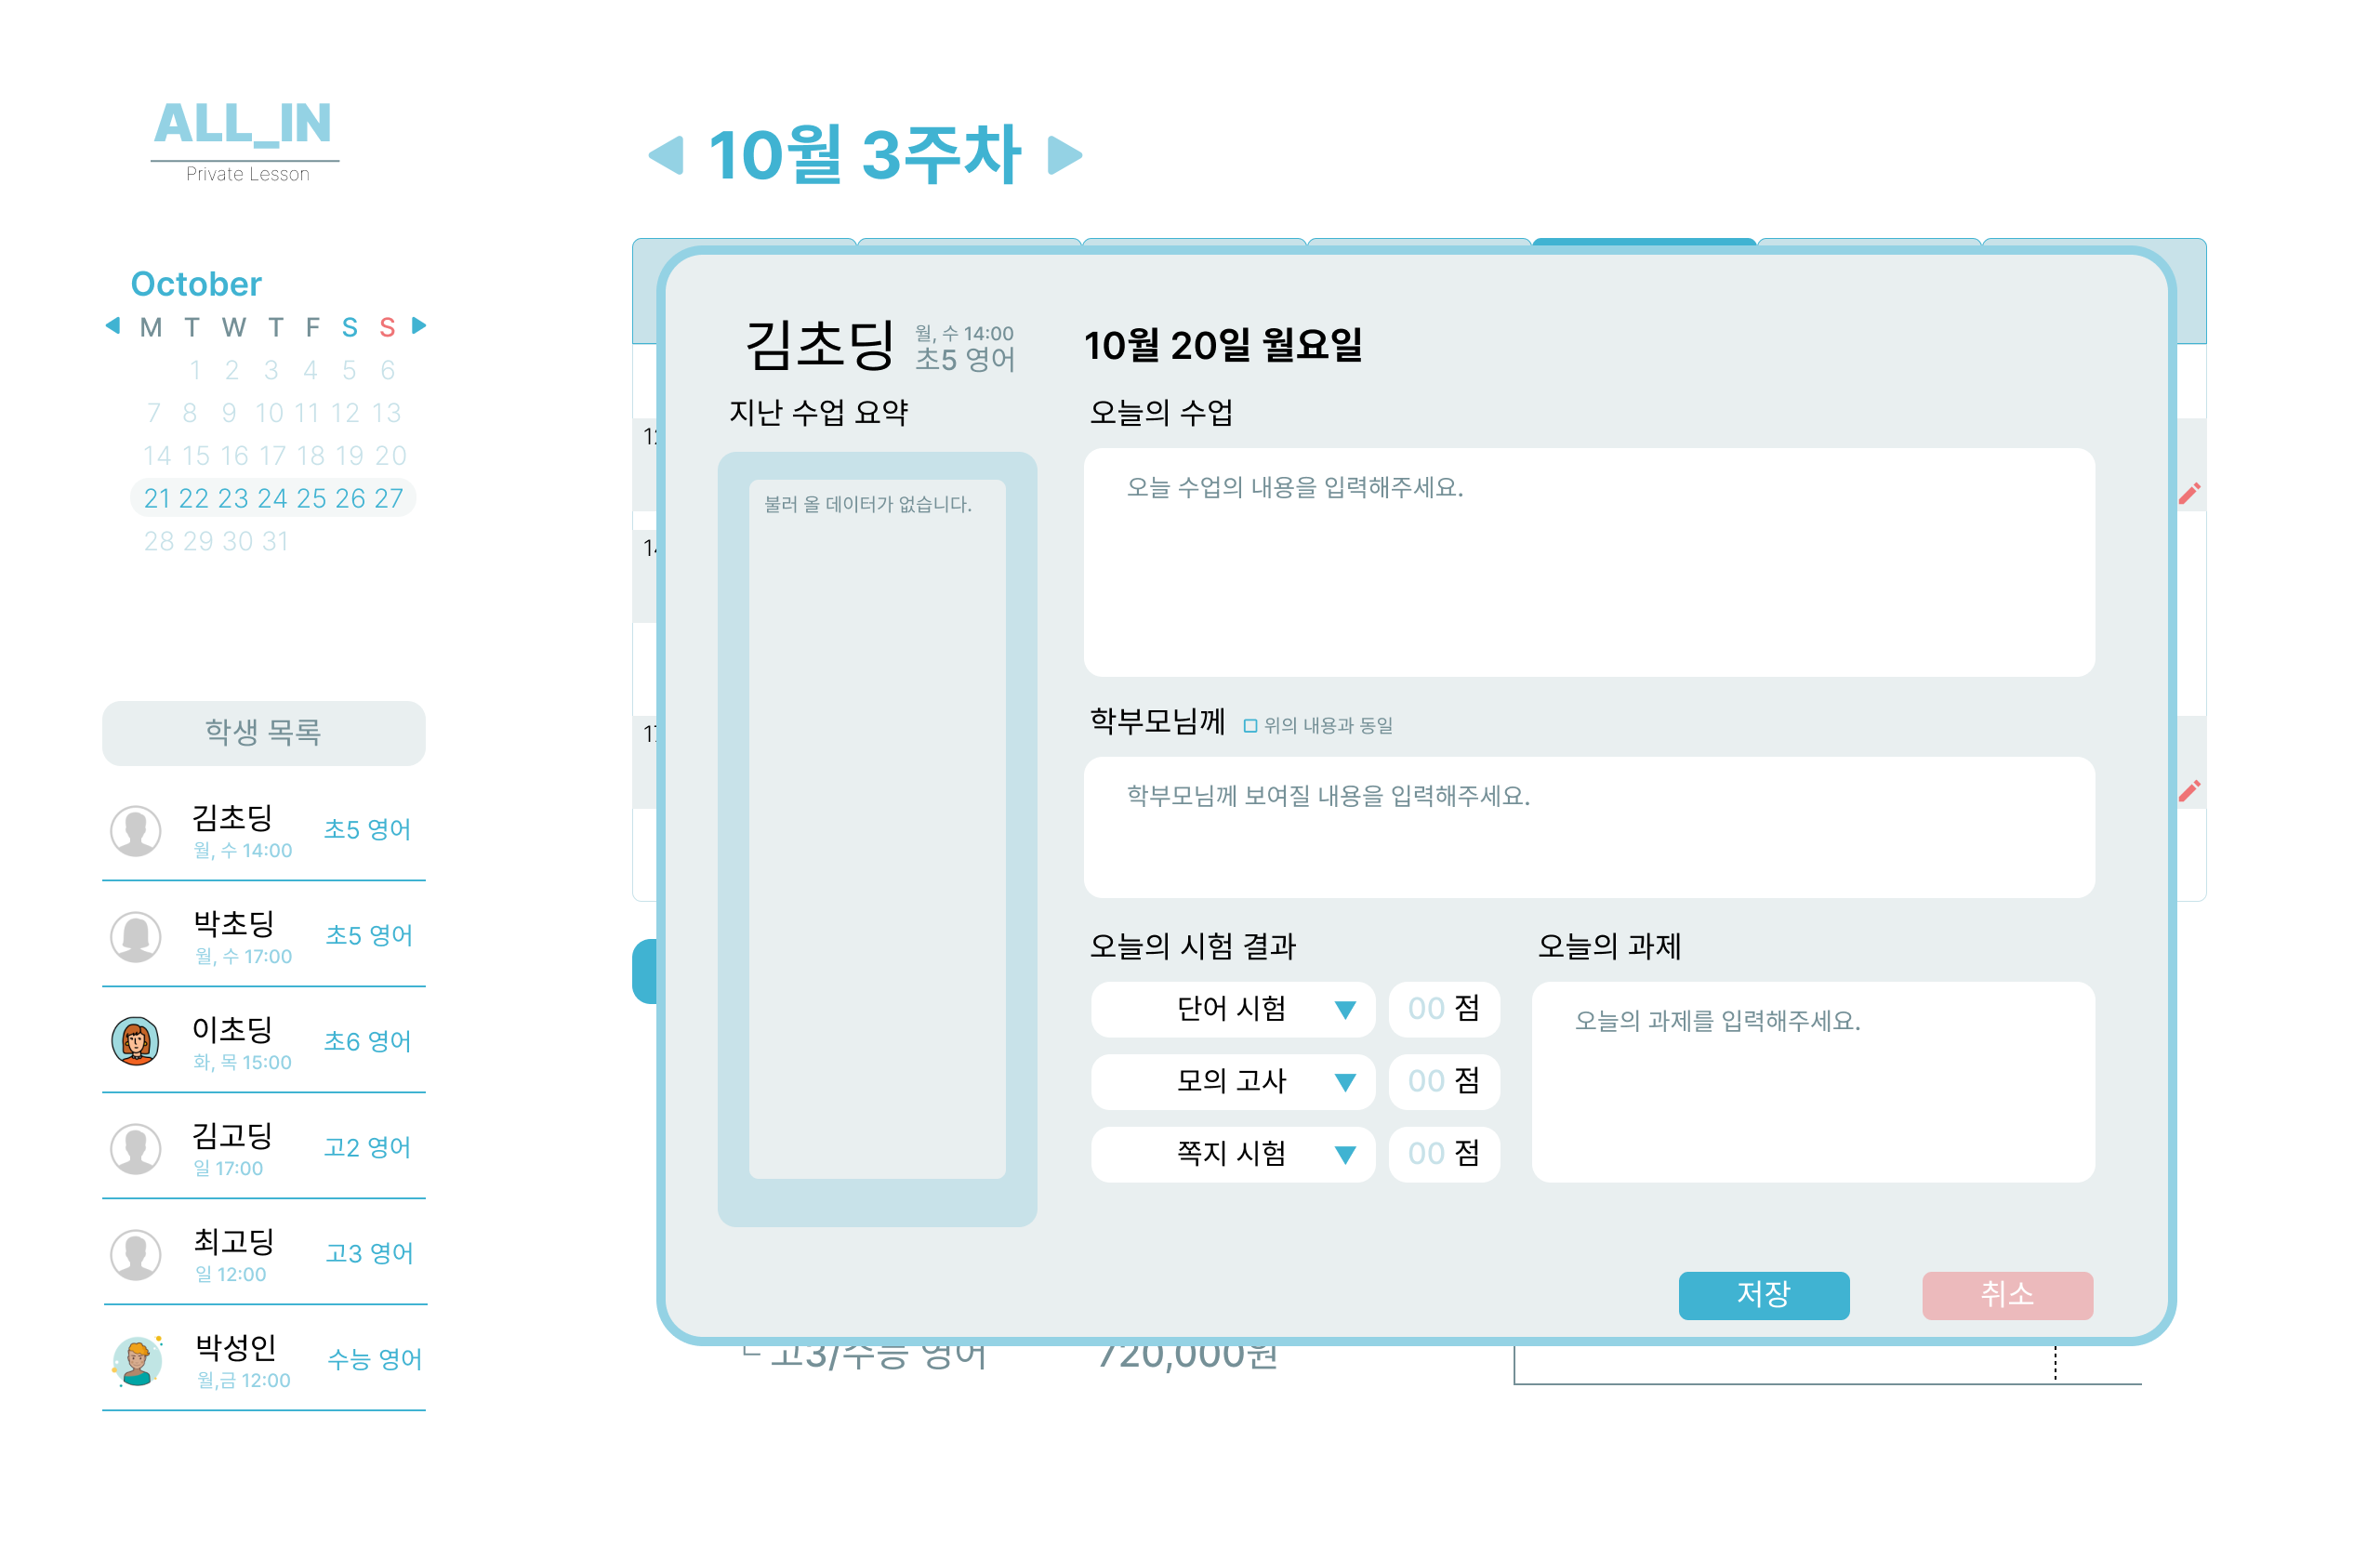 ALL_IN
Private Lesson
October
M T W T F S S
1 2 3 4 5 6
7 8 9 10 11 12 13
14 15 16 17 18 19 20
21 22 23 24 25 26 27
28 29 30 31
학생 목록
김초딩
월, 수 14:00
초5 영어
박초딩
월, 수 17:00
초5 영어
이초딩
화, 목 15:00
초6 영어
김고딩
일 17:00
고2 영어
최고딩
일 12:00
고3 영어
박성인
월,금 12:00
수능 영어
10월 3주차
김초딩
월, 수 14:00
초5 영어
지난 수업 요약
불러 올 데이터가 없습니다.
10월 20일 월요일
오늘의 수업
오늘 수업의 내용을 입력해주세요.
학부모님께
위의 내용과 동일
학부모님께 보여질 내용을 입력해주세요.
오늘의 시험 결과
단어 시험
00 점
모의 고사
00 점
쪽지 시험
00 점
오늘의 과제
오늘의 과제를 입력해주세요.
저장
취소
고3/수능 영어
720,000원